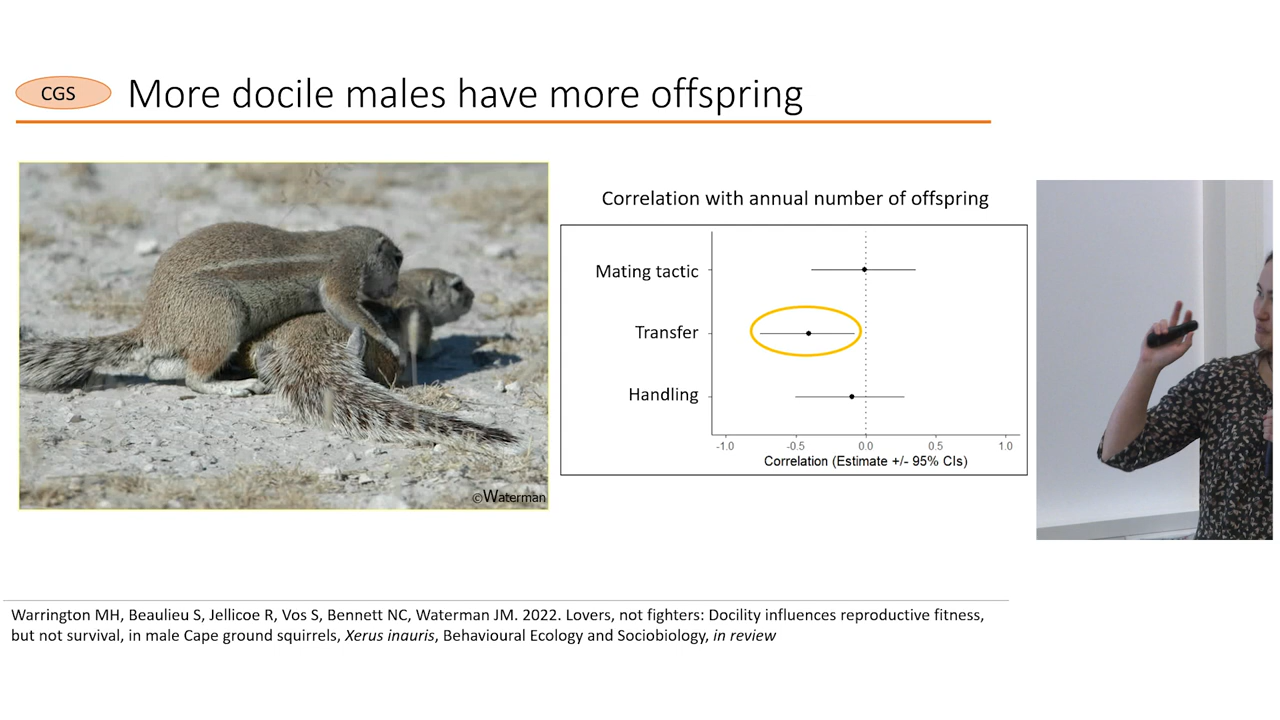 CGS
More docile males have more offspring
©Waterman
Correlation with annual number of offspring
Mating tactic
Transfer
Handling
-1.0 -0.5 0.0 0.5 1.0
Correlation (Estimate +/- 95% CIs)
Warrington MH, Beaulieu S, Jellicoe R, Vos S, Bennett NC, Waterman JM. 2022. Lovers, not fighters: Docility influences reproductive fitness,
but not survival, in male Cape ground squirrels, Xerus inauris, Behavioural Ecology and Sociobiology, in review